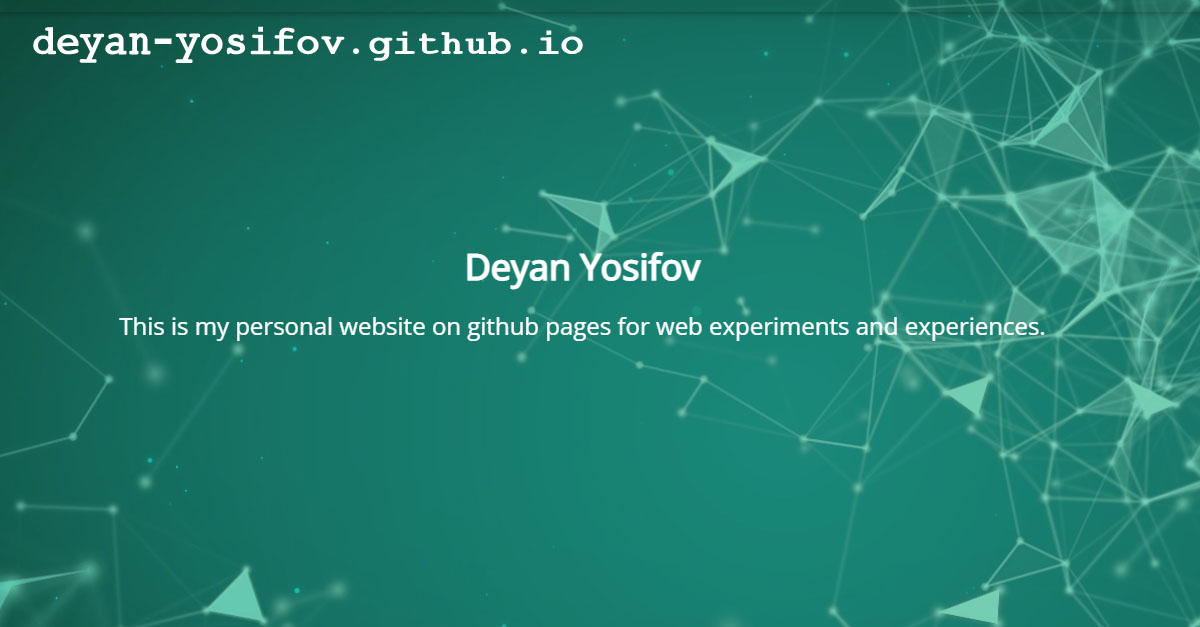 deyan-yosifov.github.io
Deyan Yosifov
This is my personal website on github pages for web experiments and experiences.